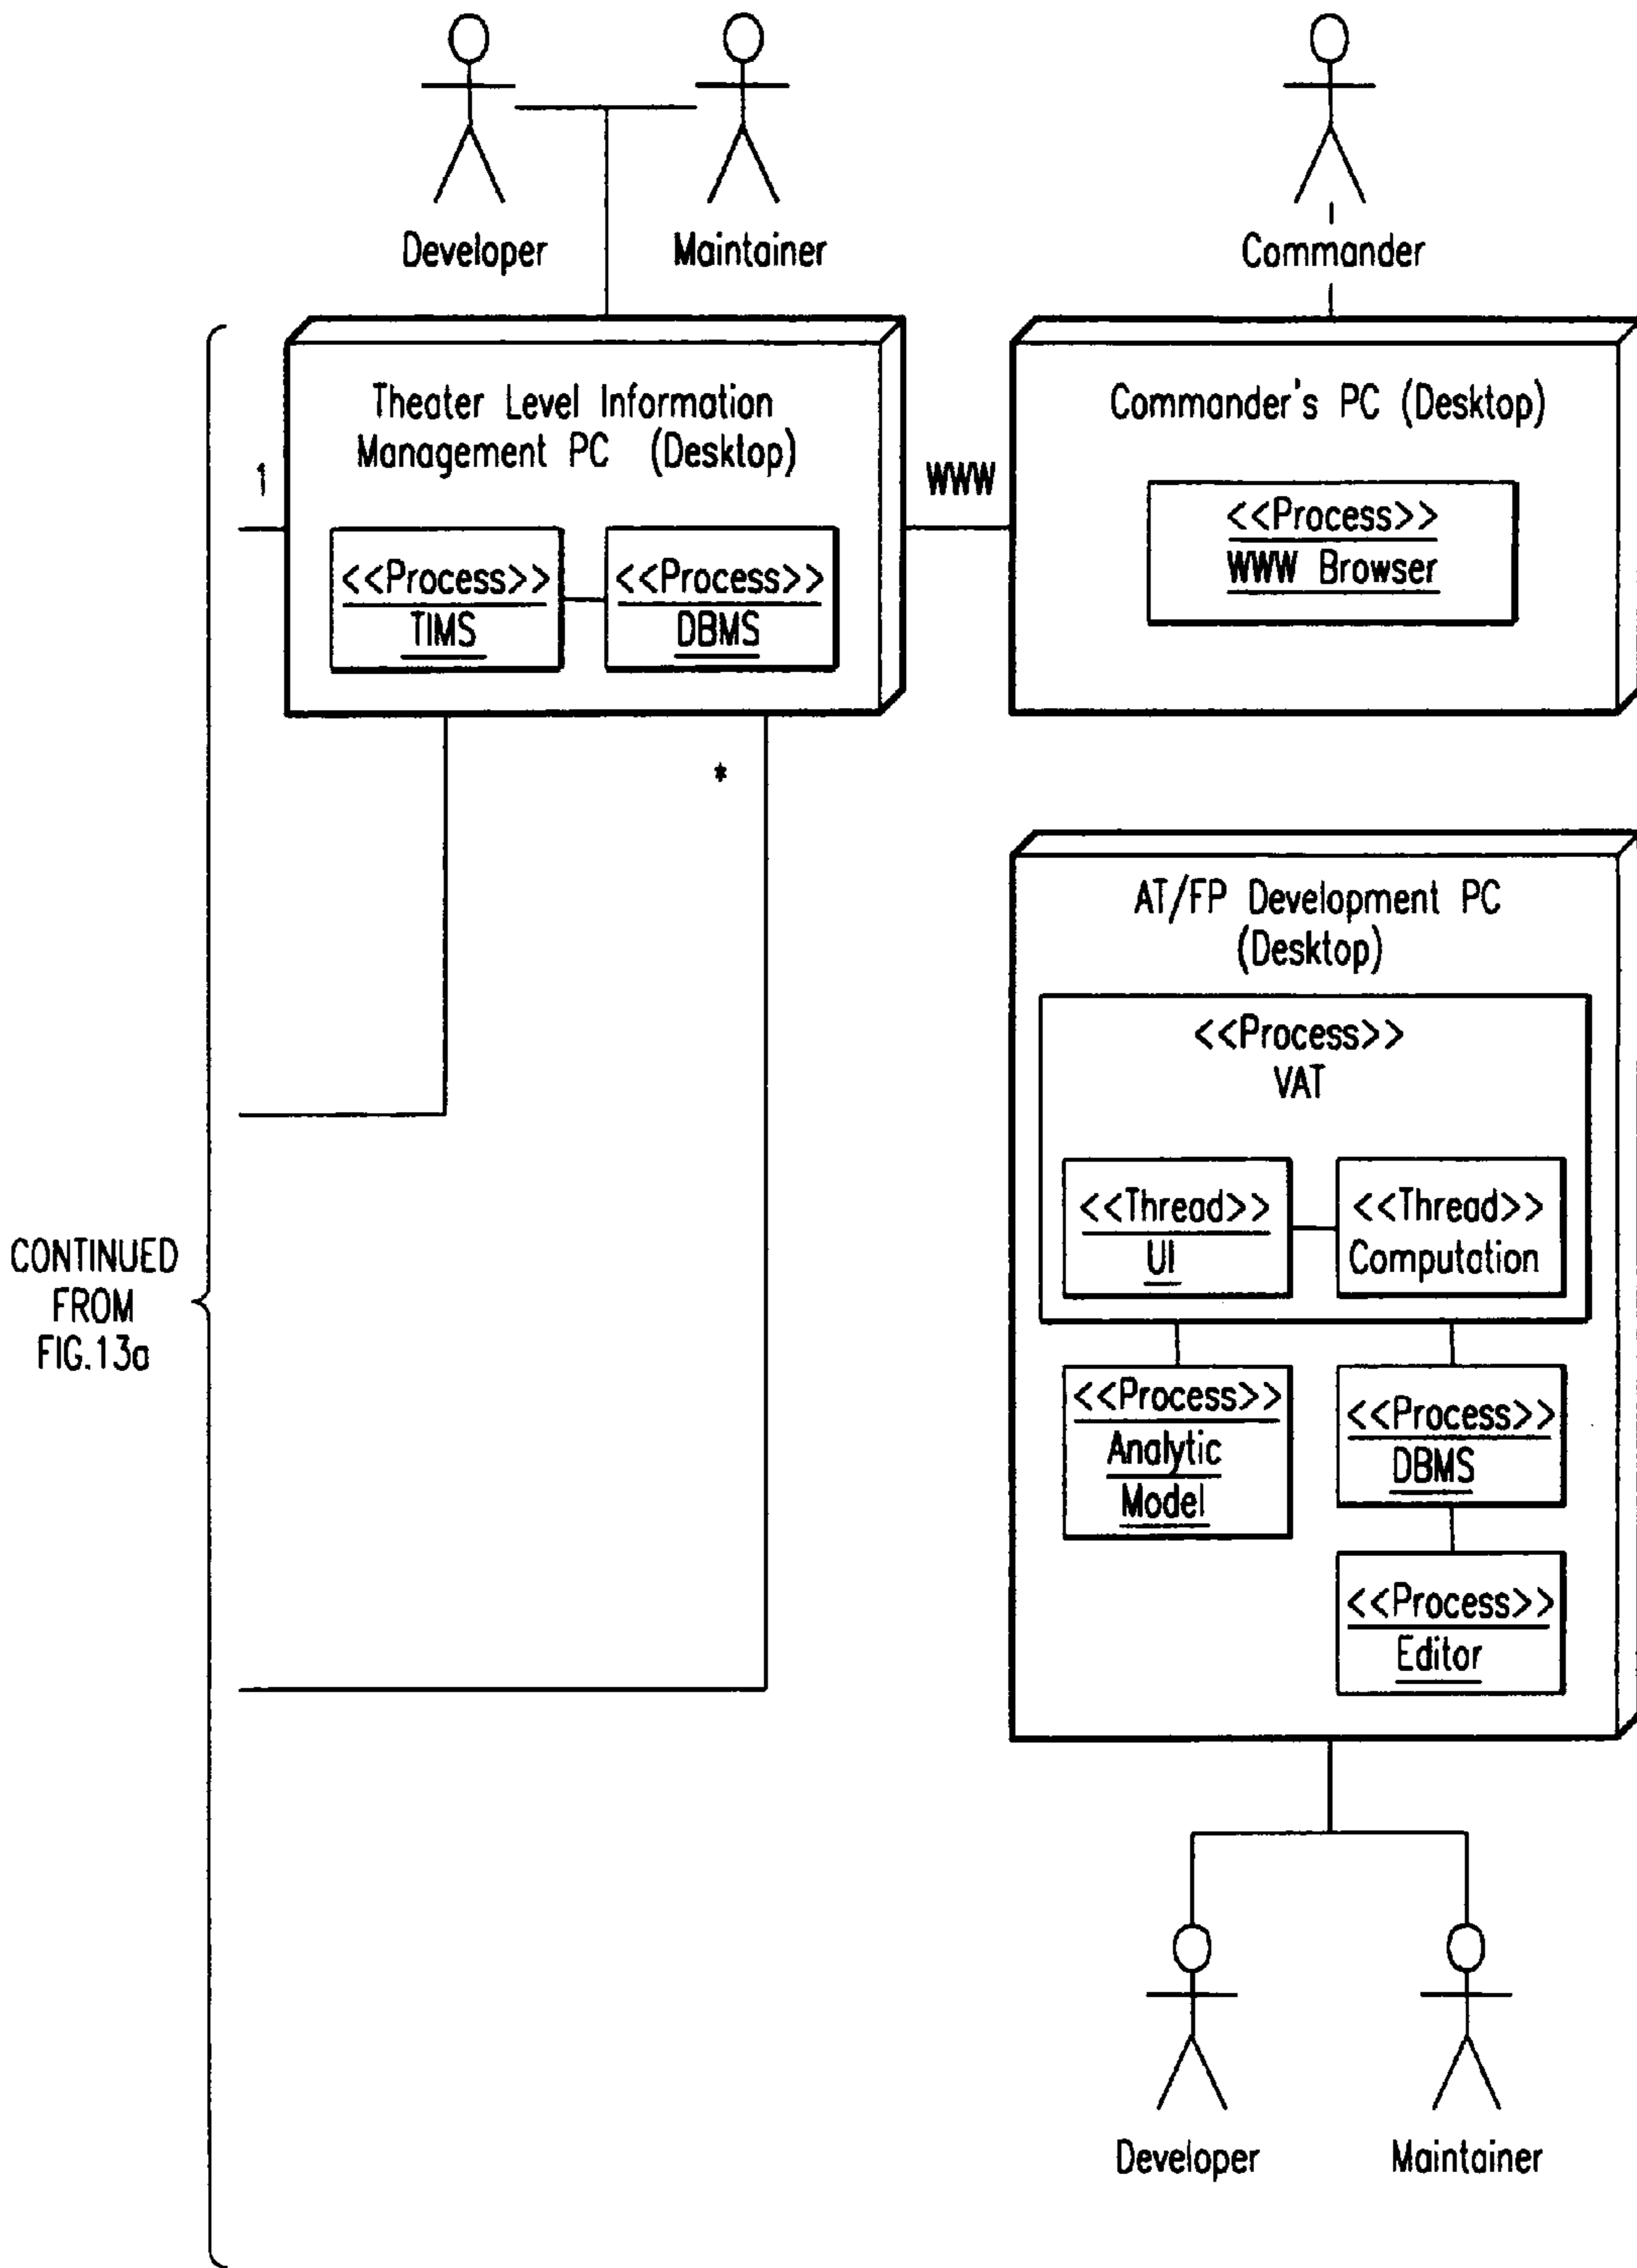 Developer
Maintainer
Commander
Theater Level Information
Management PC (Desktop)
<<Process>>
TIMS
<<Process>>
DBMS
1
WWW
Commander's PC (Desktop)
<<Process>>
WWW Browser
*
AT/FP Development PC
(Desktop)
<<Process>>
VAT
<<Thread>>
UI
<<Thread>>
Computation
<<Process>>
Analytic
Model
<<Process>>
DBMS
<<Process>>
Editor
CONTINUED
FROM
FIG.13a
Developer
Maintainer